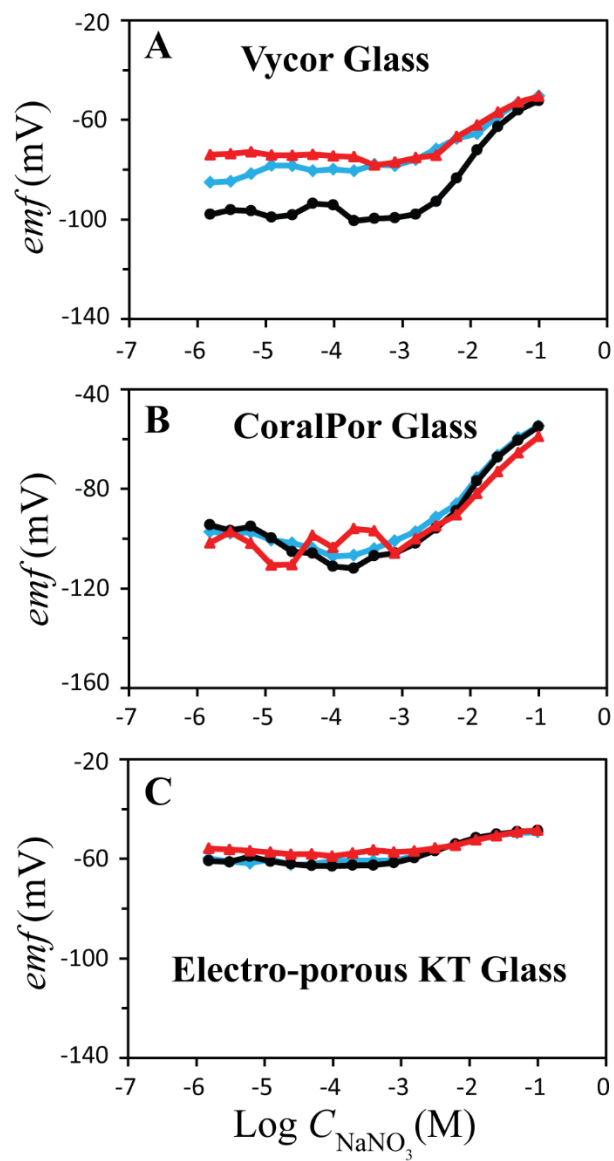 -20
A
Vycor Glass
-60
emf (mV)
-100
-140
-7 -6 -5 -4 -3 -2 -1 0
-40
B
CoralPor Glass
-80
emf (mV)
-120
-160
-7 -6 -5 -4 -3 -2 -1 0
-20
C
-60
emf (mV)
-100
Electro-porous KT Glass
-140
-7 -6 -5 -4 -3 -2 -1 0
Log C NaNO₃ (M)